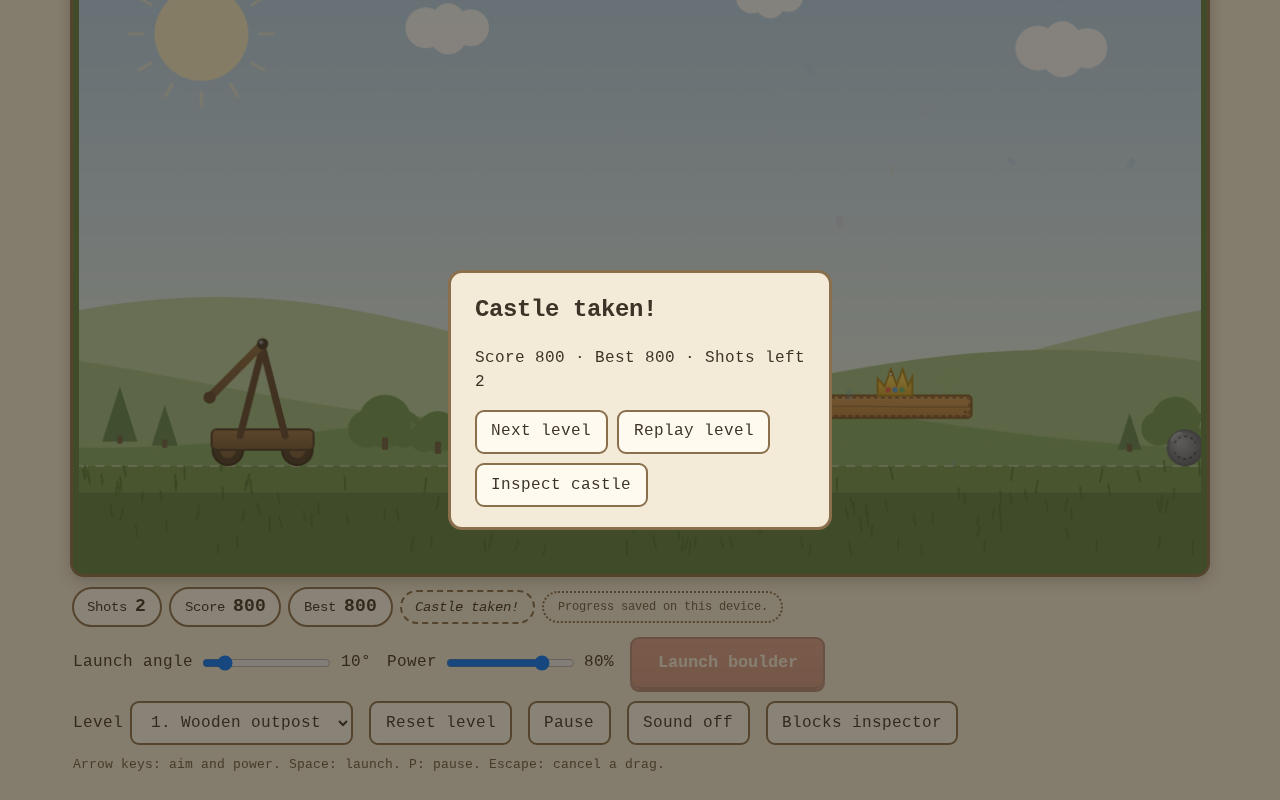 Castle taken!
Score 800 · Best 800 · Shots left
2
Next level
Replay level
Inspect castle
Shots 2
Score 800
Best 800
Castle taken!
Progress saved on this device.
Launch angle
10°
Power
80%
Launch boulder
Level
1. Wooden outpost
Reset level
Pause
Sound off
Blocks inspector
Arrow keys: aim and power. Space: launch. P: pause. Escape: cancel a drag.